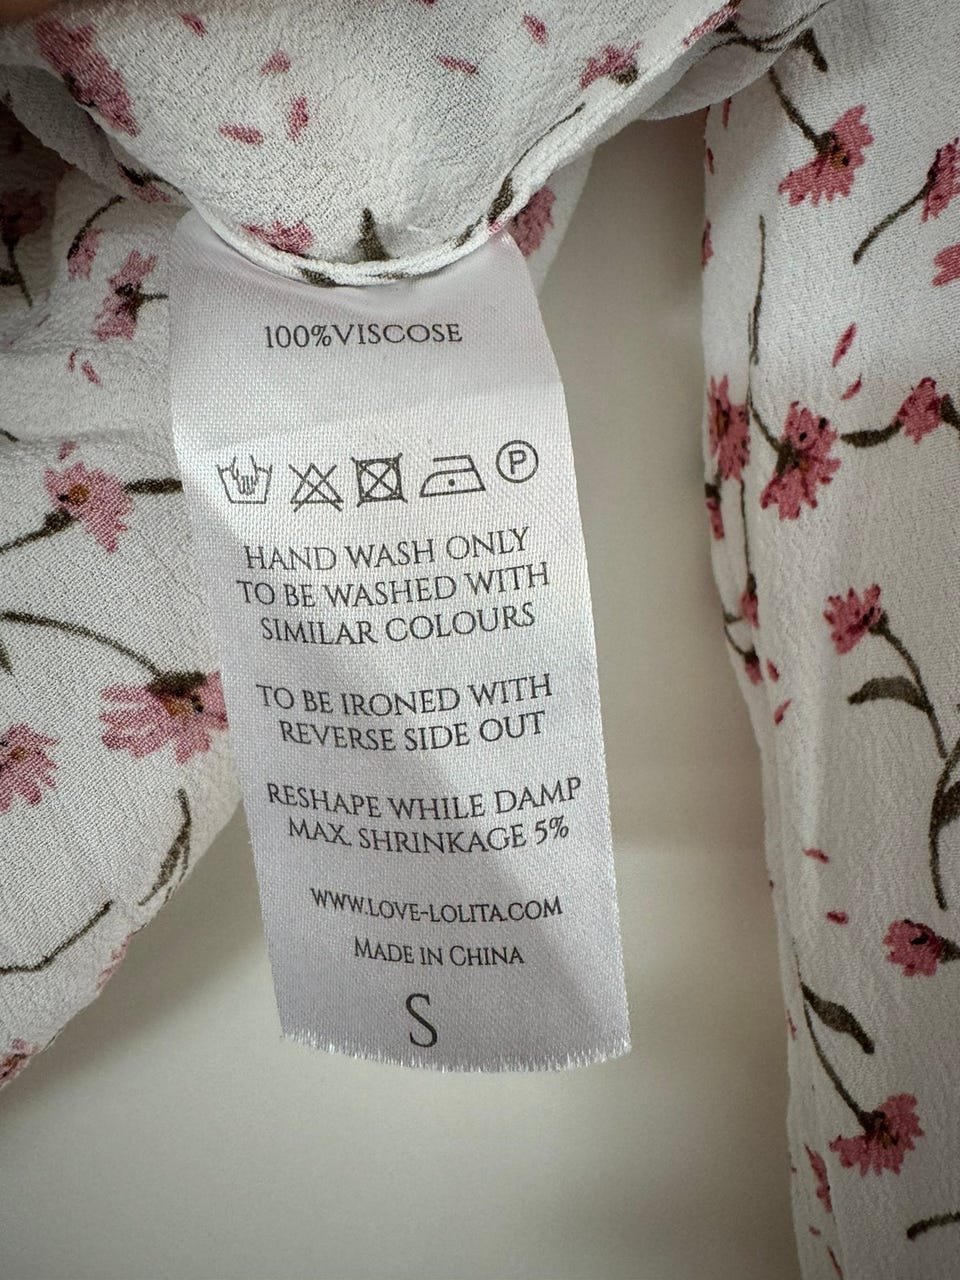 100%VISCOSE
P
HAND WASH ONLY
TO BE WASHED WITH
SIMILAR COLOURS
TO BE IRONED WITH
REVERSE SIDE OUT
RESHAPE WHILE DAMP
MAX. SHRINKAGE 5%
WWW.LOVE-LOLITA.COM
MADE IN CHINA
S